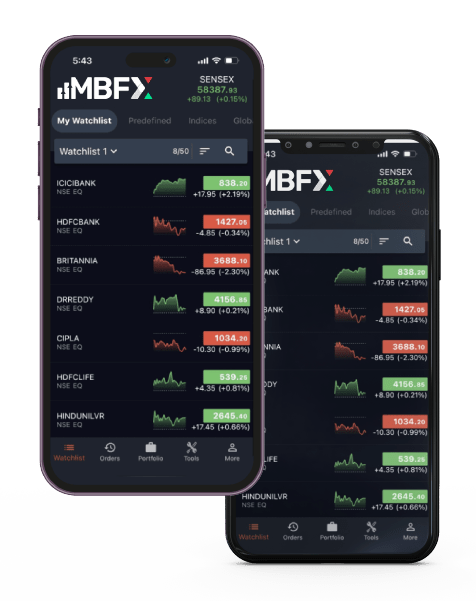 5:43
MBFX
SENSEX
58387.93
+89.13 (+0.15%)
My Watchlist Predefined Indices Glob
Watchlist 1 8/50
ICICIBANK 838.20
NSE EQ +17.95 (+2.19%)
HDFCBANK 1427.05
NSE EQ -4.85 (-0.34%)
BRITANNIA 3688.10
NSE EQ -86.95 (-2.30%)
DRREDDY 4156.85
NSE EQ +8.90 (+0.21%)
CIPLA 1034.20
NSE EQ -10.30 (-0.99%)
HDFCLIFE 539.25
NSE EQ +4.35 (+0.81%)
HINDUNILVR 2645.40
NSE EQ +17.45 (+0.66%)
Watchlist Orders Portfolio Tools More
43
MBFX
SENSEX
58387.93
+89.13 (+0.15%)
atchlist Predefined Indices Glob
hlist 1 8/50
ANK 838.20
+17.95 (+2.19%)
BANK 1427.05
-4.85 (-0.34%)
NNIA 3688.10
-86.95 (-2.30%)
DDY 4156.85
+8.90 (+0.21%)
1034.20
-10.30 (-0.99%)
LIFE 539.25
+4.35 (+0.81%)
HINDUNILVR 2645.40
NSE EQ +17.45 (+0.66%)
Watchlist Orders Portfolio Tools More